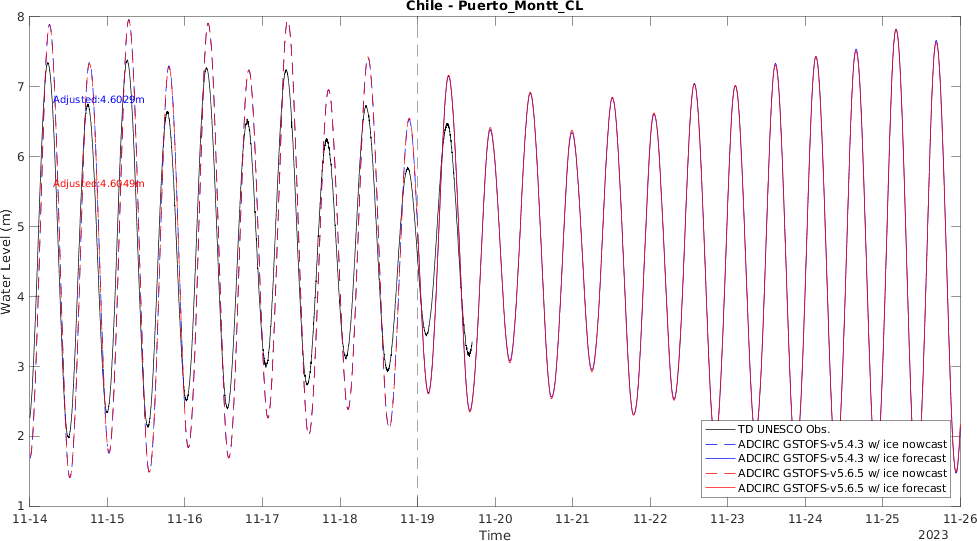 Chile - Puerto_Montt_CL
Water Level (m)
8
7
6
5
4
3
2
1
Adjusted:4.6029m
Adjusted:4.6049m
TD UNESCO Obs.
ADCIRC GSTOFS-v5.4.3 w/ ice nowcast
ADCIRC GSTOFS-v5.4.3 w/ ice forecast
ADCIRC GSTOFS-v5.6.5 w/ ice nowcast
ADCIRC GSTOFS-v5.6.5 w/ ice forecast
11-14 11-15 11-16 11-17 11-18 11-19 11-20 11-21 11-22 11-23 11-24 11-25 11-26
Time
2023